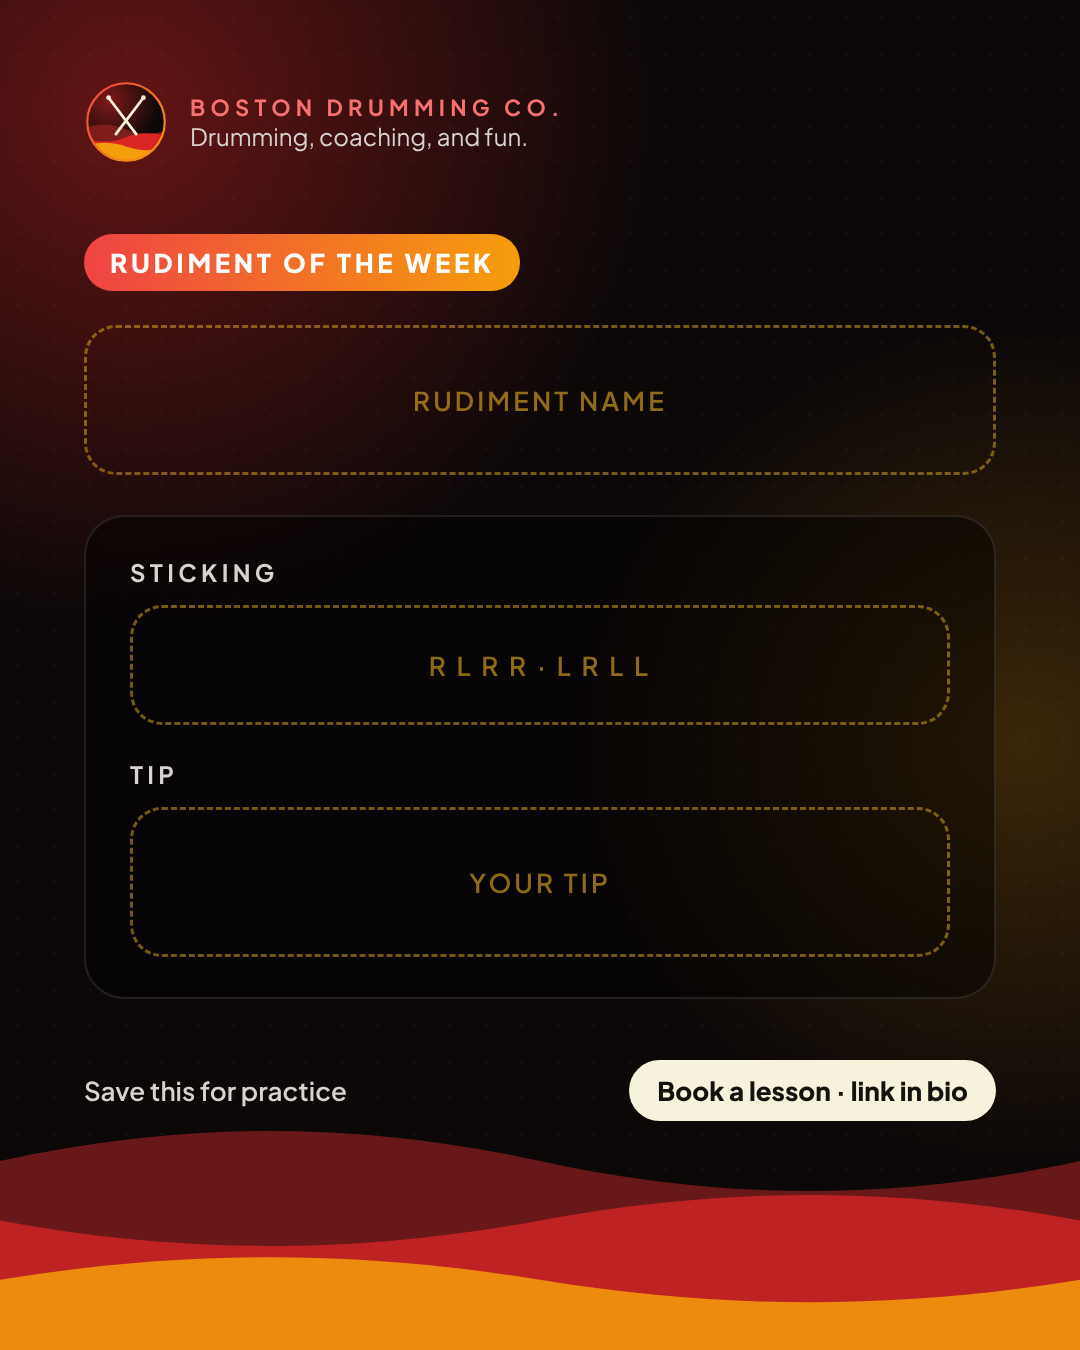 BOSTON DRUMMING CO.
Drumming, coaching, and fun.
RUDIMENT OF THE WEEK
RUDIMENT NAME
STICKING
R L R R · L R L L
TIP
YOUR TIP
Save this for practice
Book a lesson · link in bio